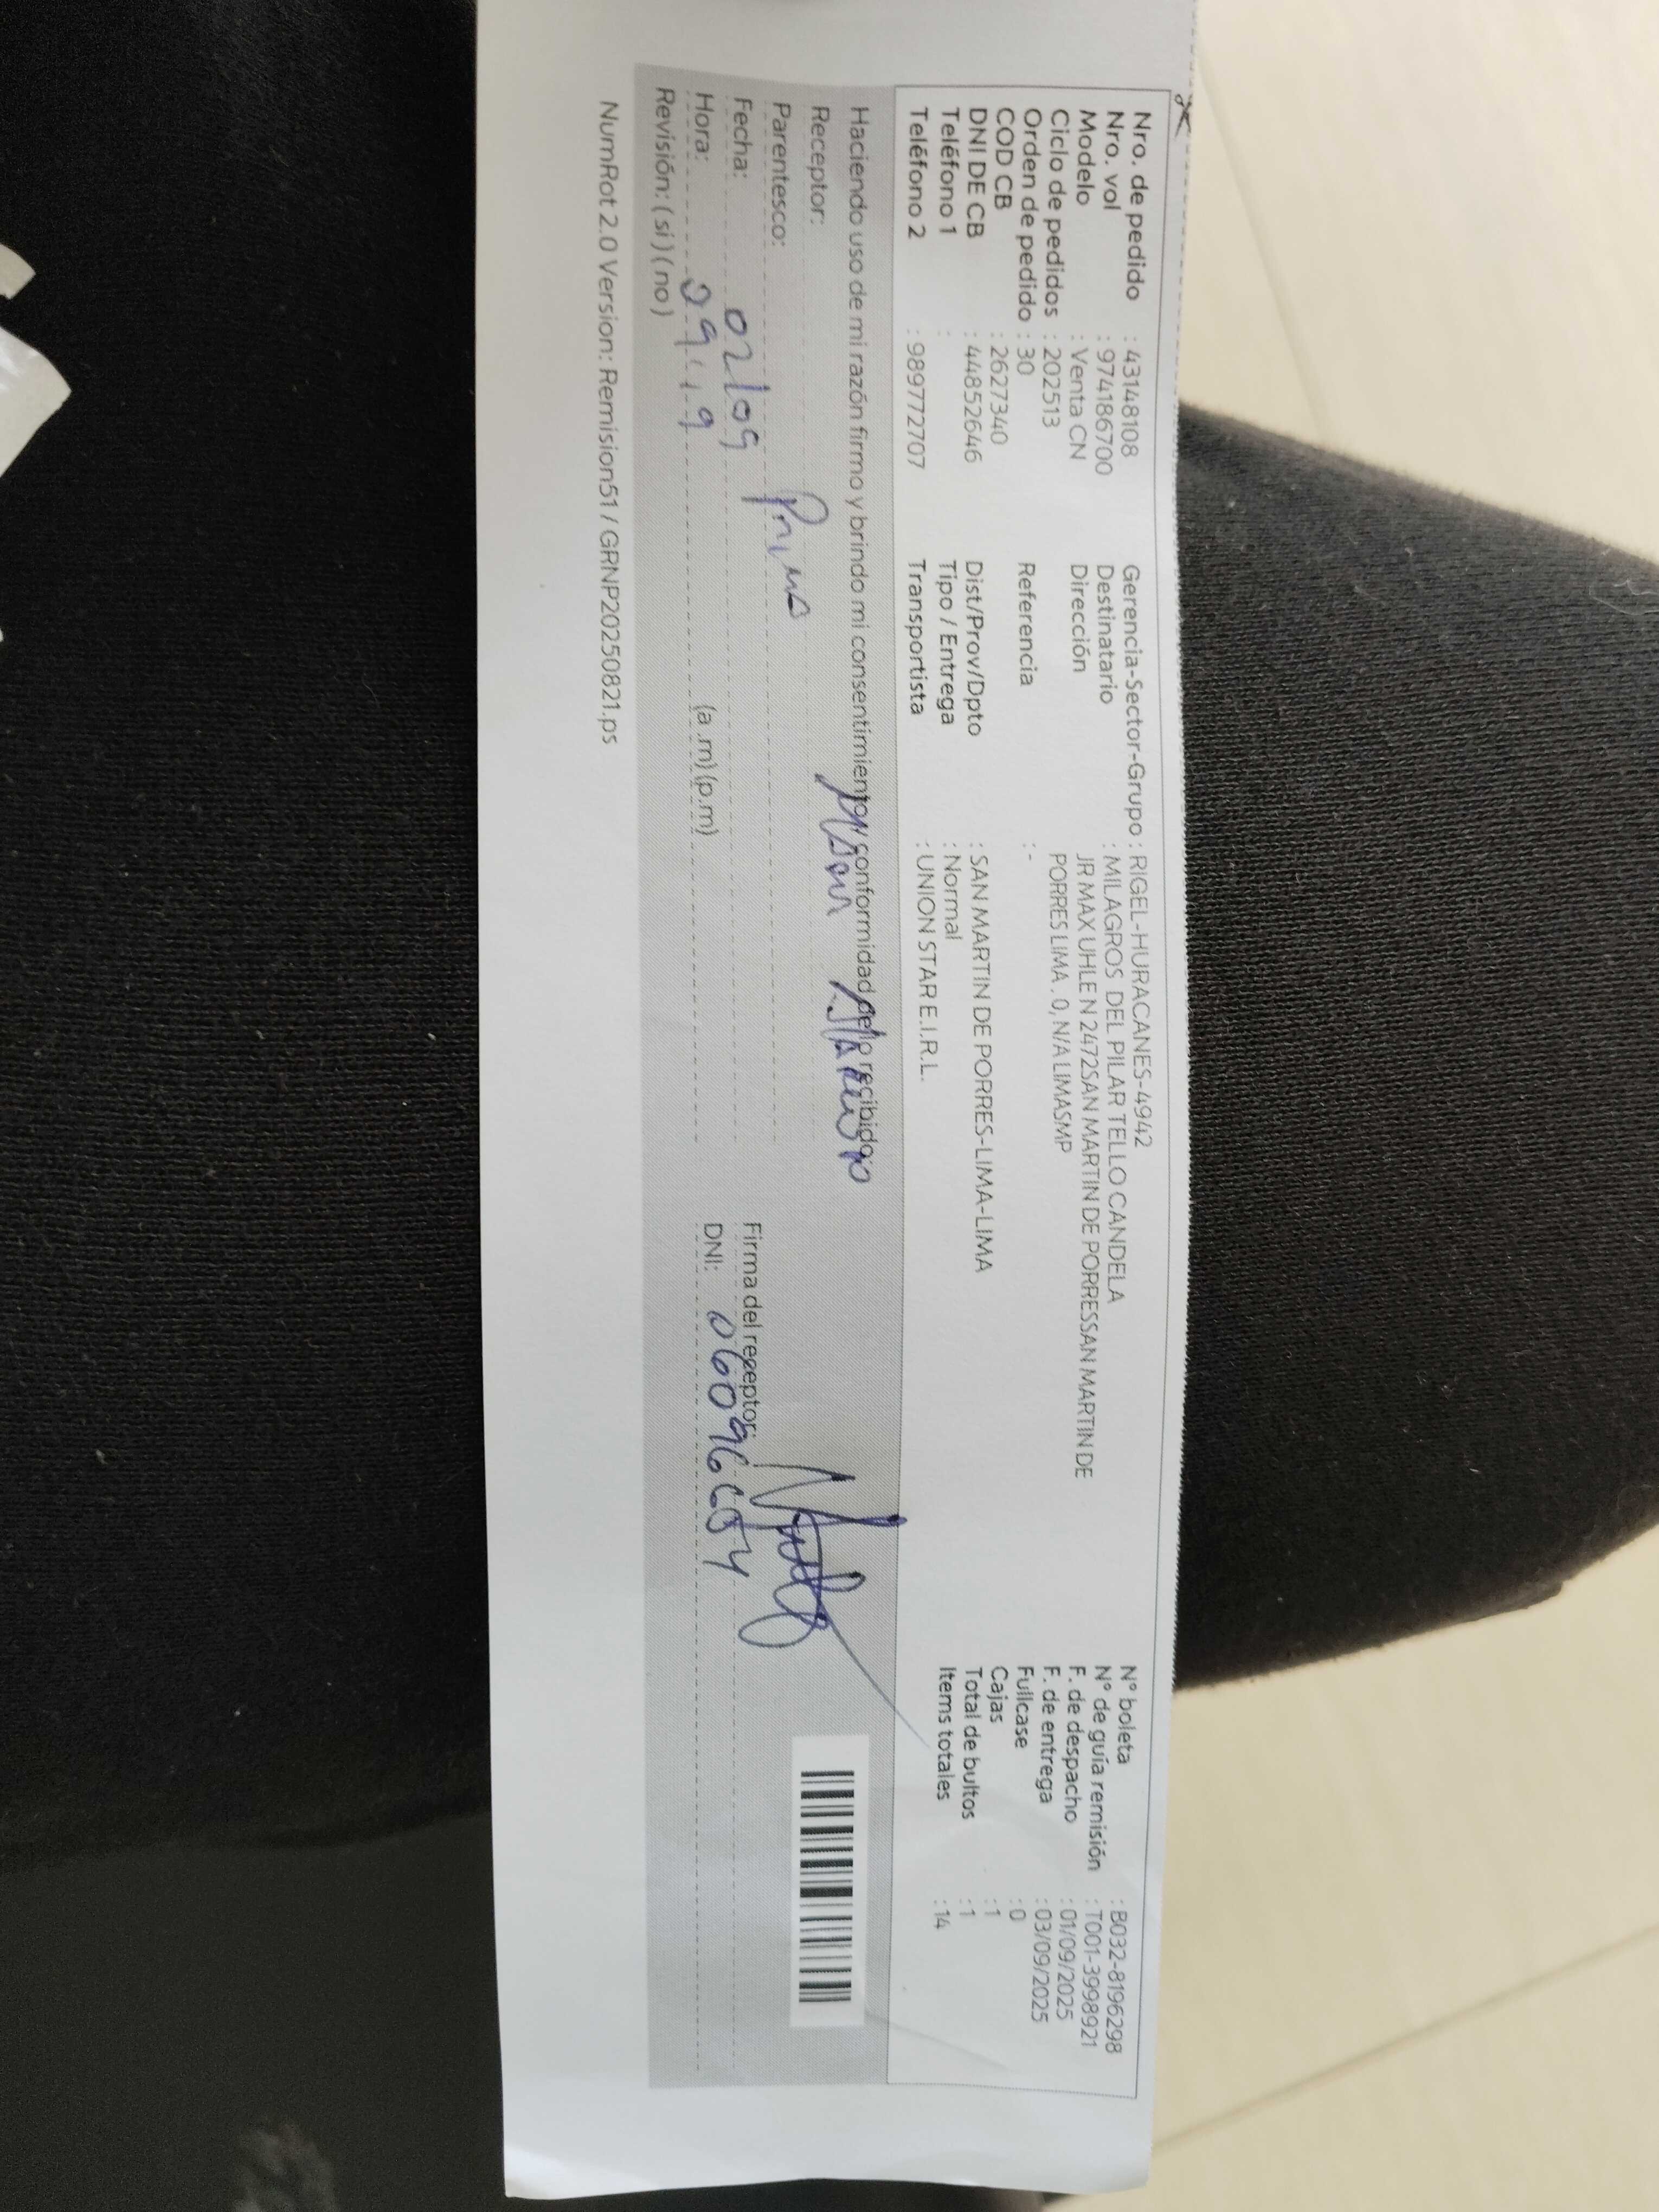 Nro. de pedido : 43148108
Nro. vol : 974186700
Modelo : Venta CN
Ciclo de pedidos : 202513
Orden de pedido : 30
COD CB : 2627340
DNI DE CB : 44852646
Teléfono 1 :
Teléfono 2 : 989772707
Gerencia-Sector-Grupo : RIGEL-HURACANES-4942
Destinatario : MILAGROS DEL PILAR TELLO CANDELA
Dirección JR MAX UHLE N 2472SAN MARTIN DE PORRESSAN MARTIN DE
PORRES LIMA . 0, N/A LIMASMP
Referencia : -
Dist/Prov/Dpto : SAN MARTIN DE PORRES-LIMA-LIMA
Tipo / Entrega : Normal
Transportista : UNION STAR E.I.R.L.
N° boleta : B032-8196298
N° de guía remisión : T001-3998921
F. de despacho : 01/09/2025
F. de entrega : 03/09/2025
Fullcase : 0
Cajas : 1
Total de bultos : 1
Items totales : 14
Haciendo uso de mi razón firmo y brindo mi consentimiento y conformidad de lo recibido
Receptor:
Parentesco: Primo
Fecha: 02/09
Hora: (a.m) (p.m)
Revisión: ( si ) ( no )
Firma del receptor:
DNI:
NumRot 2.0 Version: Remision51 / GRNP20250821.ps